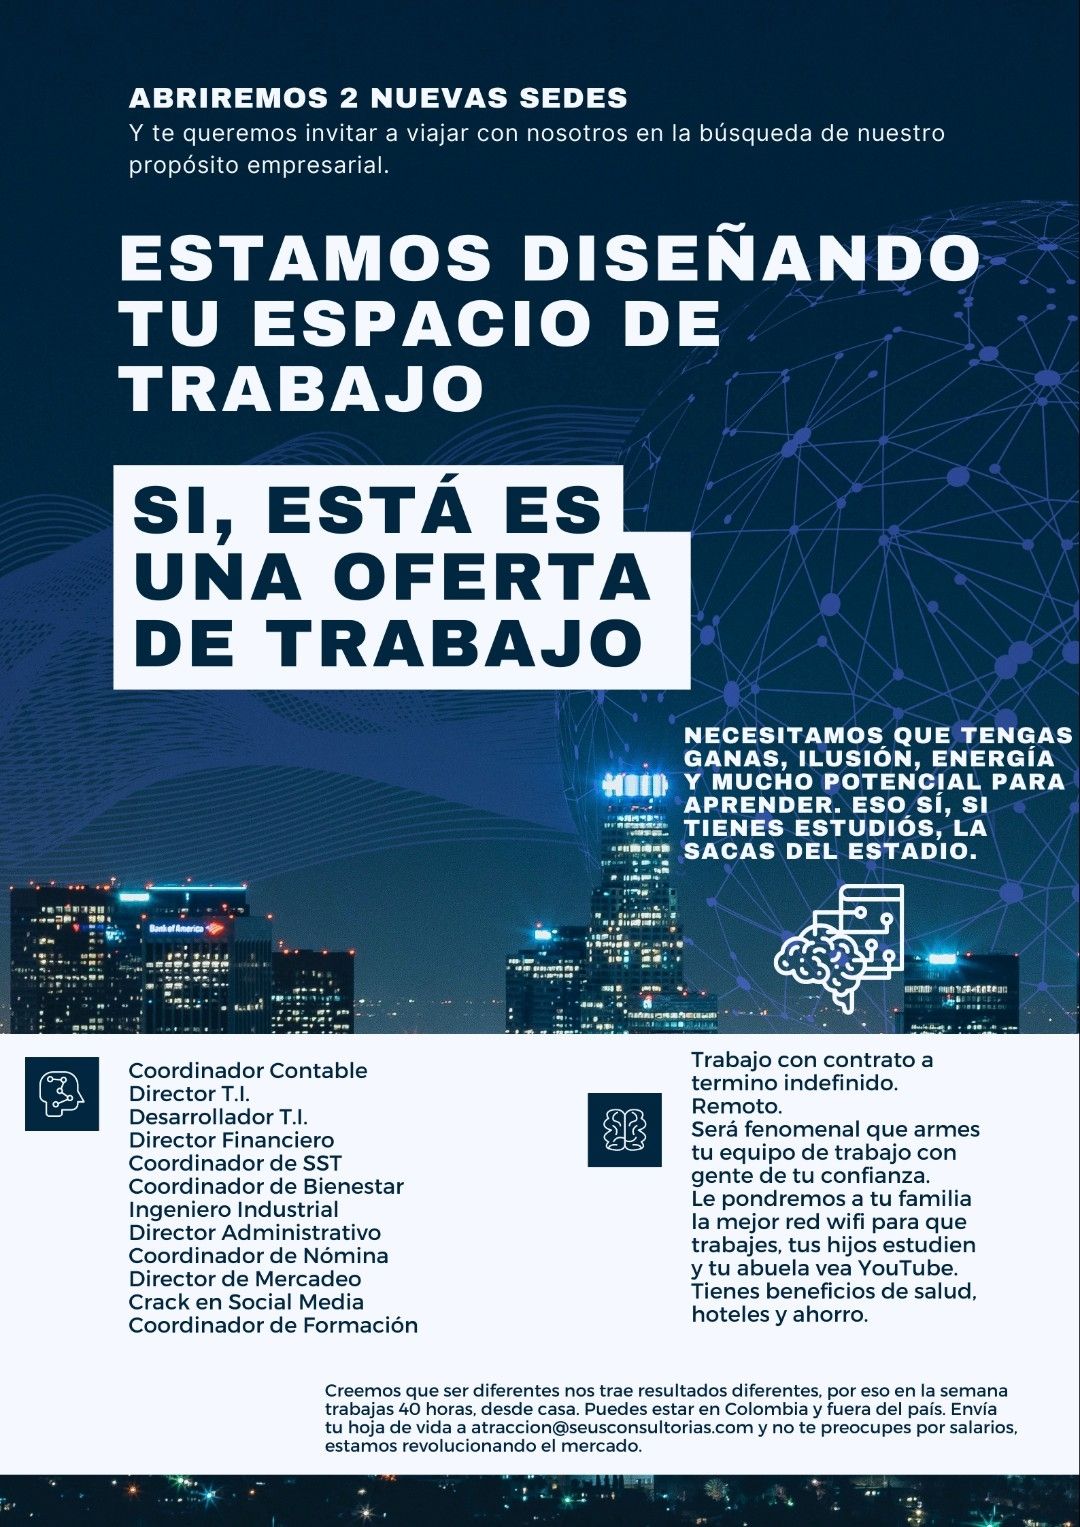 ABRIREMOS 2 NUEVAS SEDES
Y te queremos invitar a viajar con nosotros en la búsqueda de nuestro
propósito empresarial.
ESTAMOS DISEÑANDO
TU ESPACIO DE
TRABAJO
SI, ESTÁ ES
UNA OFERTA
DE TRABAJO
NECESITAMOS QUE TENGAS
GANAS, ILUSIÓN, ENERGÍA
Y MUCHO POTENCIAL PARA
APRENDER. ESO SÍ, SI
TIENES ESTUDIÓS, LA
SACAS DEL ESTADIO.
Bank of America
Coordinador Contable
Director T.I.
Desarrollador T.I.
Director Financiero
Coordinador de SST
Coordinador de Bienestar
Ingeniero Industrial
Director Administrativo
Coordinador de Nómina
Director de Mercadeo
Crack en Social Media
Coordinador de Formación
Trabajo con contrato a
termino indefinido.
Remoto.
Será fenomenal que armes
tu equipo de trabajo con
gente de tu confianza.
Le pondremos a tu familia
la mejor red wifi para que
trabajes, tus hijos estudien
y tu abuela vea YouTube.
Tienes beneficios de salud,
hoteles y ahorro.
Creemos que ser diferentes nos trae resultados diferentes, por eso en la semana
trabajas 40 horas, desde casa. Puedes estar en Colombia y fuera del país. Envía
tu hoja de vida a atraccion@seusconsultorias.com y no te preocupes por salarios,
estamos revolucionando el mercado.